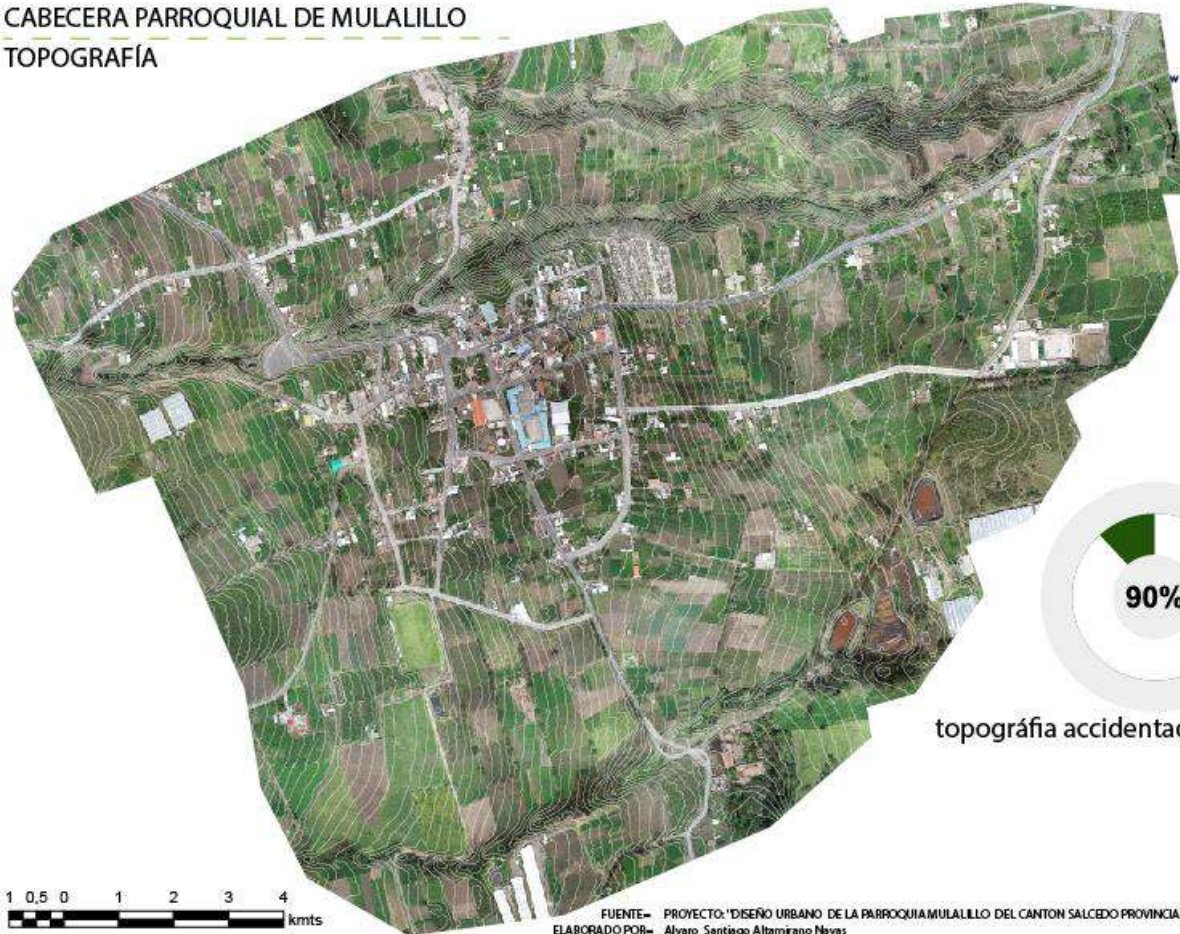 CABECERA PARROQUIAL DE MULALILLO
TOPOGRAFÍA
90%
topográfia accidentad
1 0,5 0 1 2 3 4
kmts
FUENTE= PROYECTO: "DISEÑO URBANO DE LA PARROQUIA MULALILLO DEL CANTON SALCEDO PROVINCIA
ELABORADO POR= Alvaro Santiago Altamirano Navas